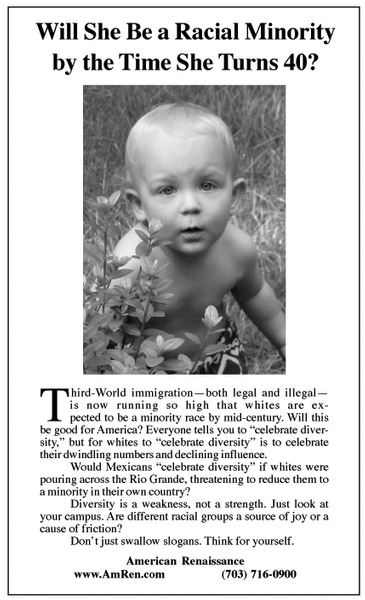 Will She Be a Racial Minority
by the Time She Turns 40?
Third-World immigration—both legal and illegal—
is now running so high that whites are ex-
pected to be a minority race by mid-century. Will this
be good for America? Everyone tells you to “celebrate diver-
sity,” but for whites to “celebrate diversity” is to celebrate
their dwindling numbers and declining influence.
Would Mexicans “celebrate diversity” if whites were
pouring across the Rio Grande, threatening to reduce them to
a minority in their own country?
Diversity is a weakness, not a strength. Just look at
your campus. Are different racial groups a source of joy or a
cause of friction?
Don’t just swallow slogans. Think for yourself.
American Renaissance
www.AmRen.com (703) 716-0900